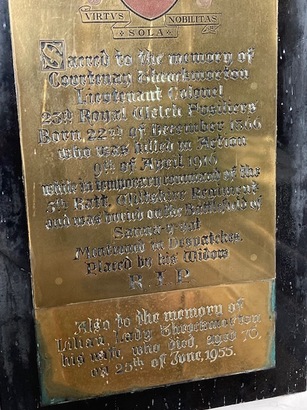 VIRTVS NOBILITAS
SOLA
Sacred to the memory of
Courtenay Throckmorton
Lieutenant Colonel
23rd Royal Welch Fusiliers
Born 22nd of December 1866
who was killed in Action
9th of April 1916
while in temporary command of the
5th Batt. Wiltshire Regiment,
and was buried on the Battlefield of
Mentioned in Despatches.
Placed by his Widow
R. I. P.
Also to the memory of
Lilian, Lady Throckmorton
his wife, who died, aged 76,
on 25th of June, 1955.